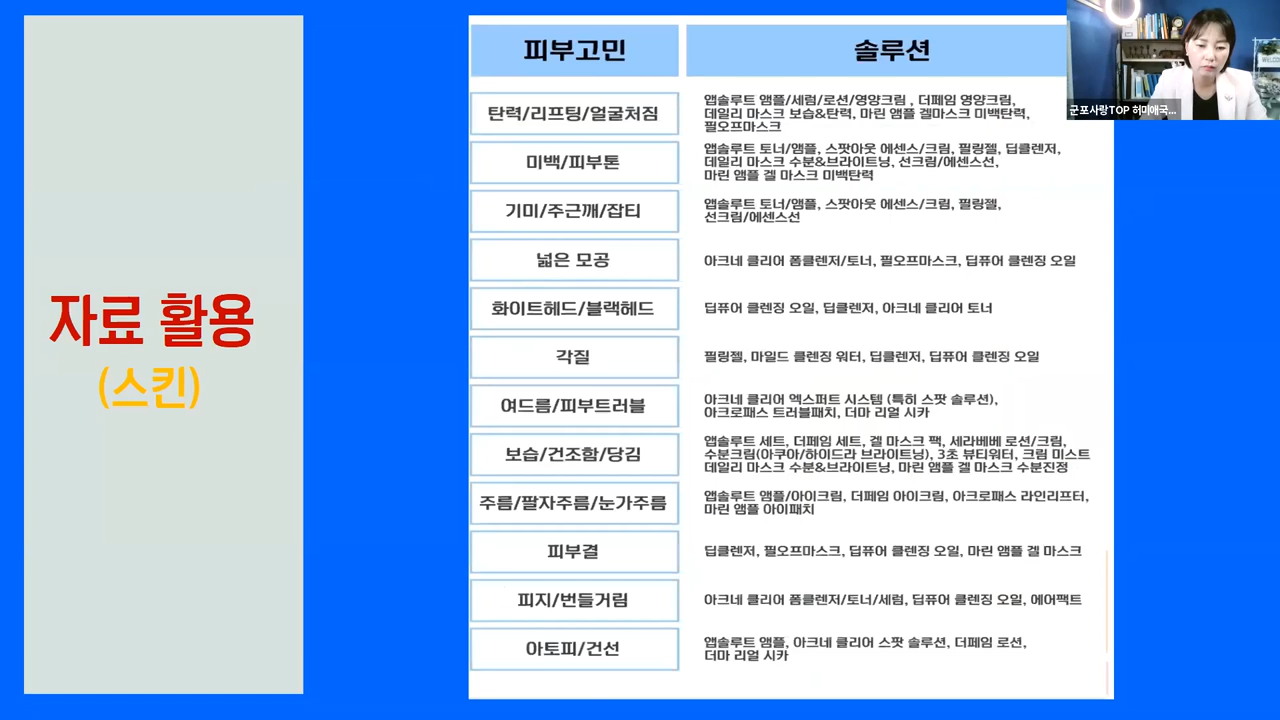 자료 활용
(스킨)
피부고민
솔루션
탄력/리프팅/얼굴처짐
앱솔루트 앰플/세럼/로션/영양크림 , 더페임 영양크림,
데일리 마스크 보습&탄력, 마린 앰플 겔마스크 미백탄력,
필오프마스크
미백/피부톤
앱솔루트 토너/앰플, 스팟아웃 에센스/크림, 필링젤, 딥클렌저,
데일리 마스크 수분&브라이트닝, 선크림/에센스선,
마린 앰플 겔 마스크 미백탄력
기미/주근깨/잡티
앱솔루트 토너/앰플, 스팟아웃 에센스/크림, 필링젤,
선크림/에센스선
넓은 모공
아크네 클리어 폼클렌저/토너, 필오프마스크, 딥퓨어 클렌징 오일
화이트헤드/블랙헤드
딥퓨어 클렌징 오일, 딥클렌저, 아크네 클리어 토너
각질
필링젤, 마일드 클렌징 워터, 딥클렌저, 딥퓨어 클렌징 오일
여드름/피부트러블
아크네 클리어 엑스퍼트 시스템 (특히 스팟 솔루션),
아크로패스 트러블패치, 더마 리얼 시카
보습/건조함/당김
앱솔루트 세트, 더페임 세트, 겔 마스크 팩, 세라베베 로션/크림,
수분크림(아쿠아/하이드라 브라이트닝), 3초 뷰티워터, 크림 미스트
데일리 마스크 수분&브라이트닝, 마린 앰플 겔 마스크 수분진정
주름/팔자주름/눈가주름
앱솔루트 앰플/아이크림, 더페임 아이크림, 아크로패스 라인리프터,
마린 앰플 아이패치
피부결
딥클렌저, 필오프마스크, 딥퓨어 클렌징 오일, 마린 앰플 겔 마스크
피지/번들거림
아크네 클리어 폼클렌저/토너/세럼, 딥퓨어 클렌징 오일, 에어팩트
아토피/건선
앱솔루트 앰플, 아크네 클리어 스팟 솔루션, 더페임 로션,
더마 리얼 시카
군포사랑TOP 허미애국...